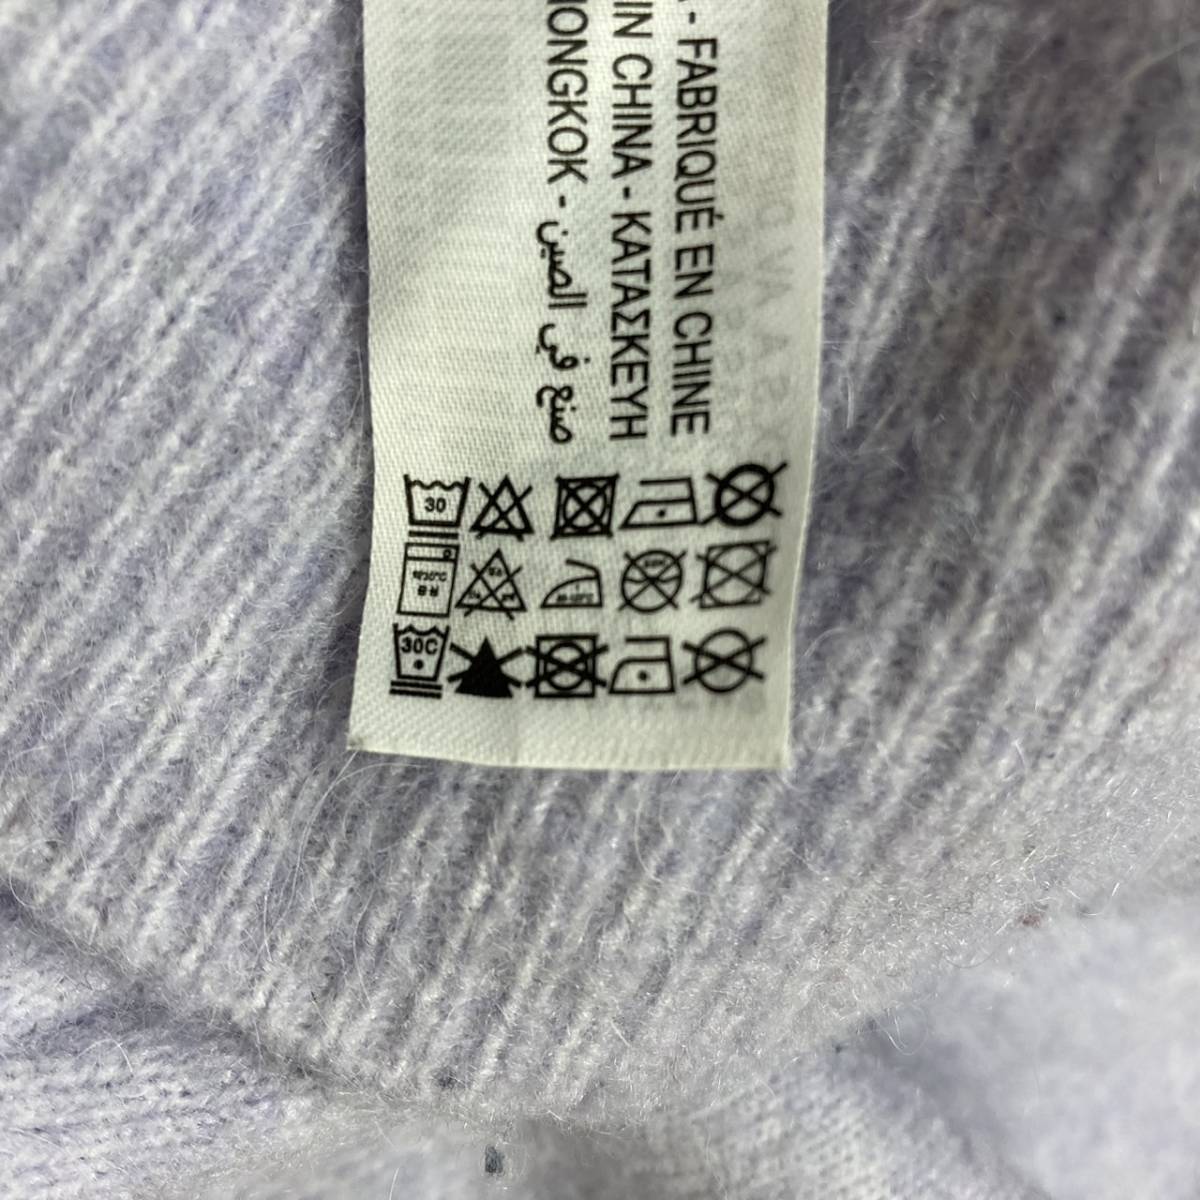 - FABRIQUÉ EN CHINE
IN CHINA - ΚΑΤΑΣΚΕΥΗ
HONGKOK - صنع في الصين
30
30C